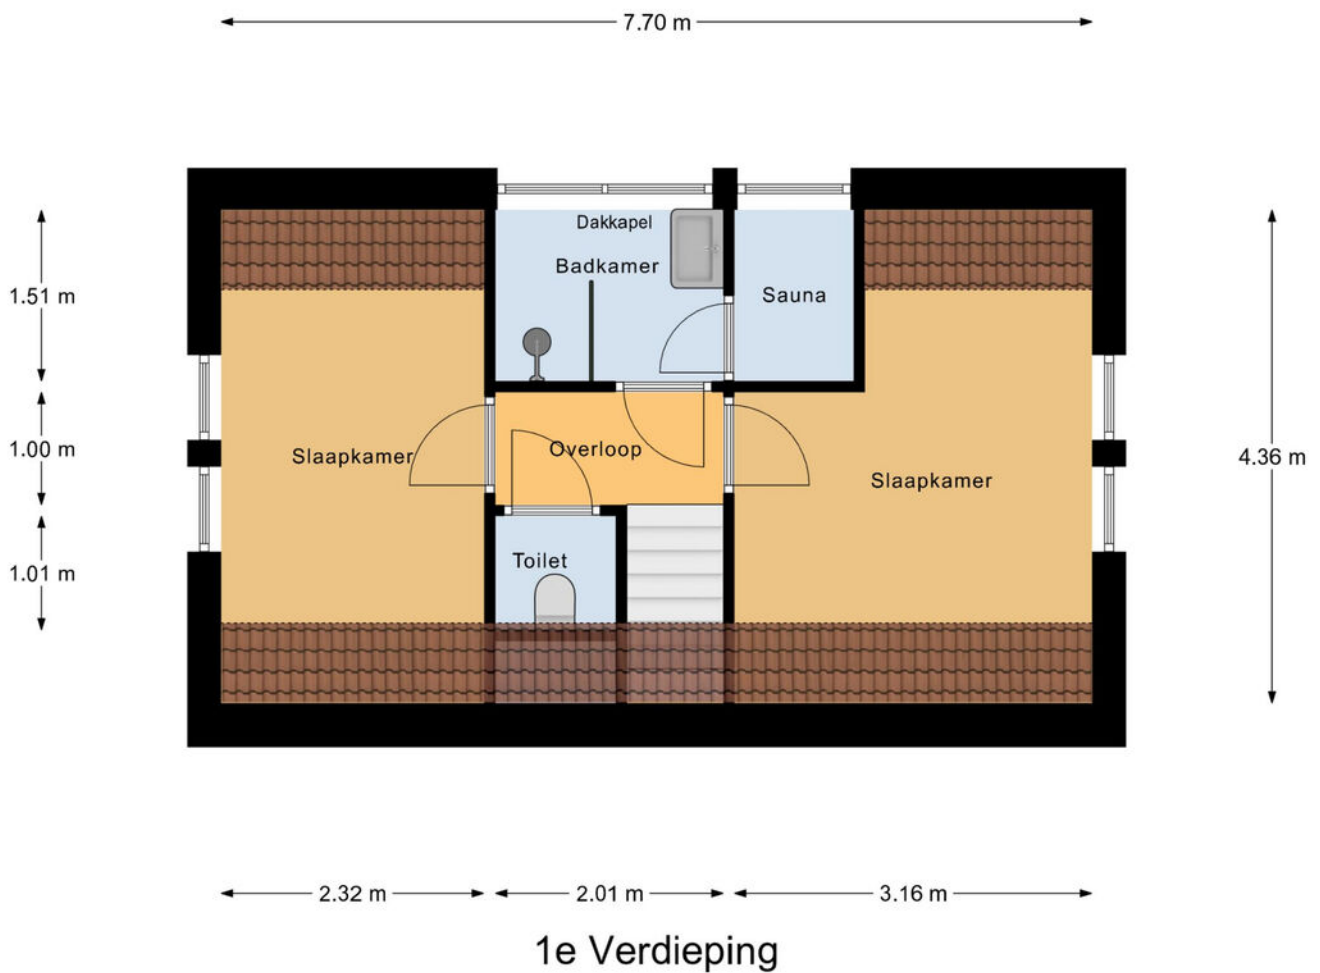 7.70 m
Dakkapel
Badkamer
Sauna
1.51 m
1.00 m
Overloop
Slaapkamer
4.36 m
Slaapkamer
Toilet
1.01 m
2.32 m
2.01 m
3.16 m
1e Verdieping